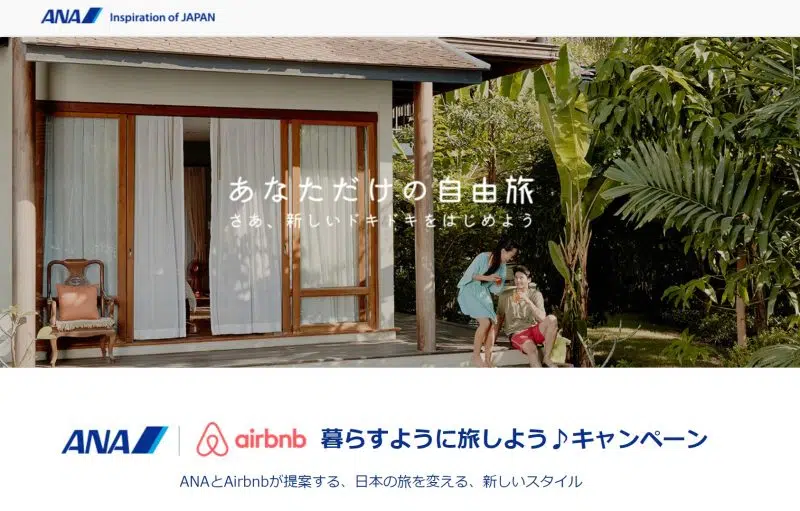 ANA Inspiration of JAPAN
あなただけの自由旅
さあ、新しいドキドキをはじめよう
ANA airbnb 暮らすように旅しよう♪キャンペーン
ANAとAirbnbが提案する、日本の旅を変える、新しいスタイル